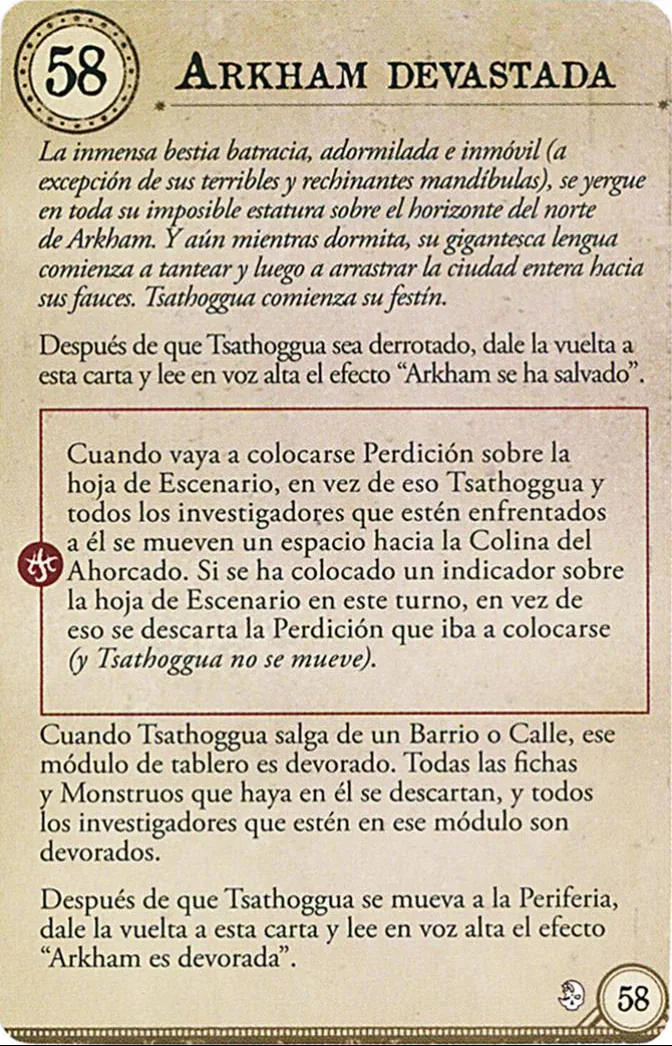 58
ARKHAM DEVASTADA
La inmensa bestia batracia, adormilada e inmóvil (a
excepción de sus terribles y rechinantes mandíbulas), se yergue
en toda su imposible estatura sobre el horizonte del norte
de Arkham. Y aún mientras dormita, su gigantesca lengua
comienza a tantear y luego a arrastrar la ciudad entera hacia
sus fauces. Tsathoggua comienza su festín.
Después de que Tsathoggua sea derrotado, dale la vuelta a
esta carta y lee en voz alta el efecto “Arkham se ha salvado”.
Cuando vaya a colocarse Perdición sobre la
hoja de Escenario, en vez de eso Tsathoggua y
todos los investigadores que estén enfrentados
a él se mueven un espacio hacia la Colina del
Ahorcado. Si se ha colocado un indicador sobre
la hoja de Escenario en este turno, en vez de
eso se descarta la Perdición que iba a colocarse
(y Tsathoggua no se mueve).
Cuando Tsathoggua salga de un Barrio o Calle, ese
módulo de tablero es devorado. Todas las fichas
y Monstruos que haya en él se descartan, y todos
los investigadores que estén en ese módulo son
devorados.
Después de que Tsathoggua se mueva a la Periferia,
dale la vuelta a esta carta y lee en voz alta el efecto
“Arkham es devorada”.
58